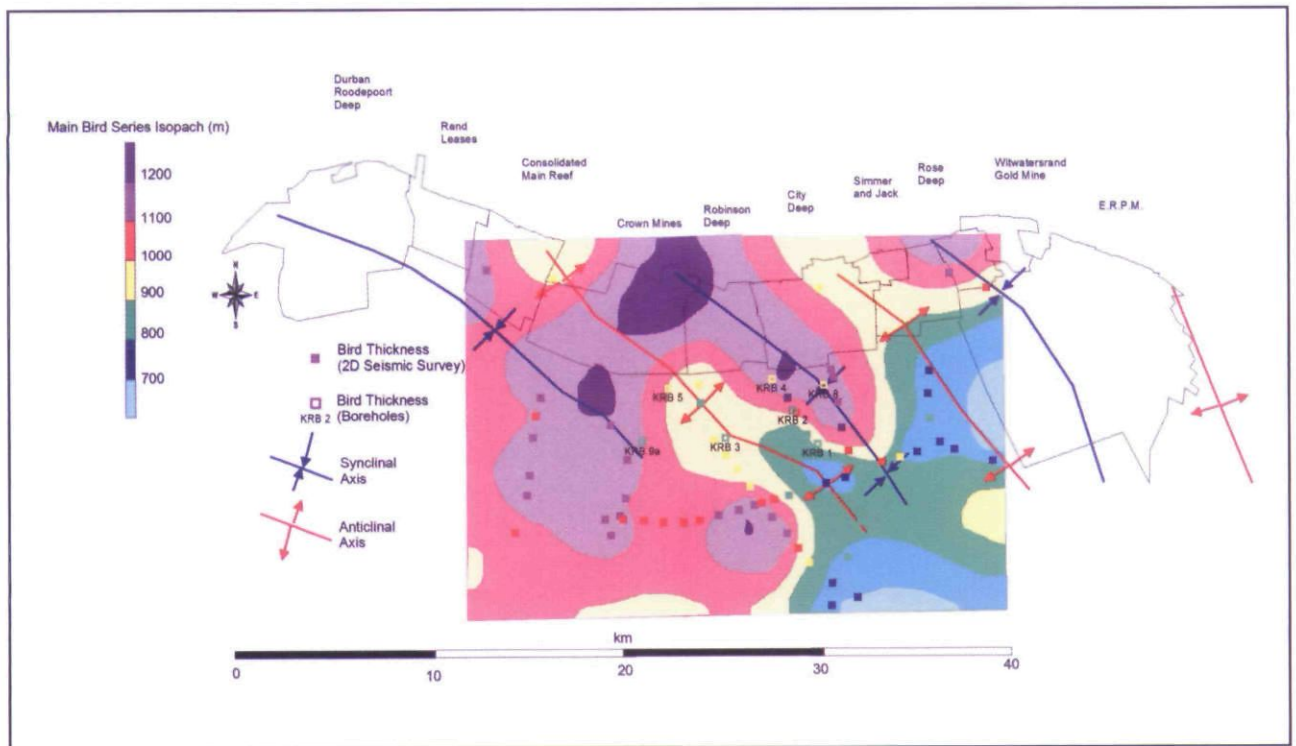 Durban
Roodepoort
Deep
Rand
Leases
Main Bird Series Isopach (m)
Consolidated
Main Reef
Crown Mines
Robinson
Deep
City
Deep
Simmer
and Jack
Rose
Deep
Witwatersrand
Gold Mine
E.R.P.M.
1200
1100
1000
900
800
700
N
W
E
S
Bird Thickness
(2D Seismic Survey)
Bird Thickness
(Boreholes)
KRB 2
Synclinal
Axis
Anticlinal
Axis
KRB 5
KRB 4
KRB 8
KRB 2
KRB 9a
KRB 3
KRB 1
km
0
10
20
30
40